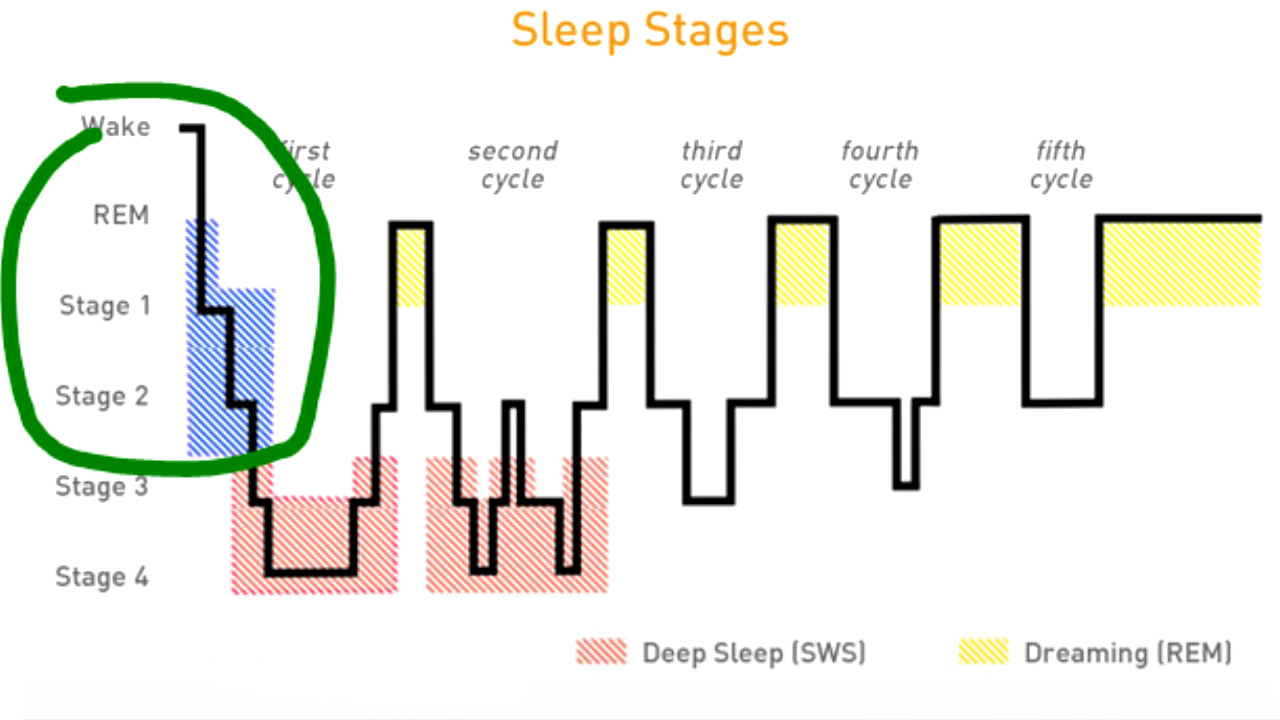 Sleep Stages
Wake
first
cycle
second
cycle
third
cycle
fourth
cycle
fifth
cycle
REM
Stage 1
Stage 2
Stage 3
Stage 4
Deep Sleep (SWS)
Dreaming (REM)